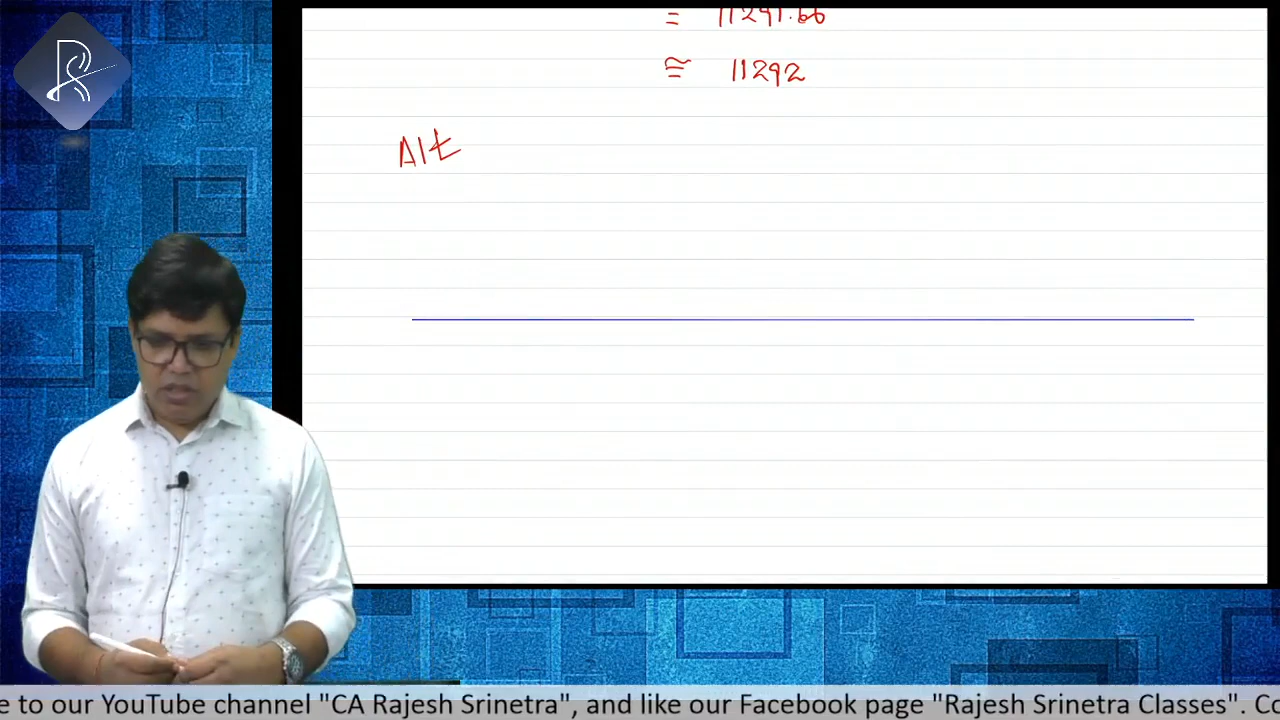 = 11291.66
≅ 11292
Alt
RS
e to our YouTube channel "CA Rajesh Srinetra", and like our Facebook page "Rajesh Srinetra Classes". Co